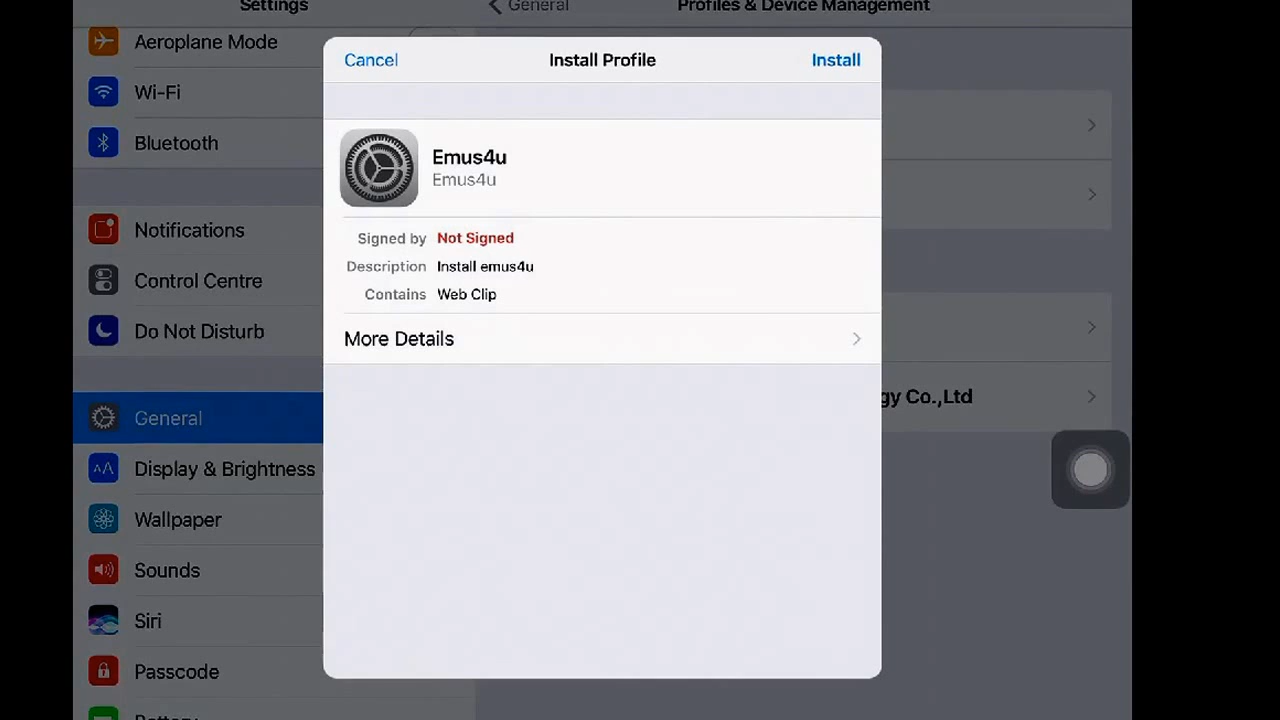 Settings
General
Profiles & Device Management
Aeroplane Mode
Wi-Fi
Bluetooth
Notifications
Control Centre
Do Not Disturb
General
Display & Brightness
Wallpaper
Sounds
Siri
Passcode
Cancel
Install Profile
Install
Emus4u
Emus4u
Signed by Not Signed
Description Install emus4u
Contains Web Clip
More Details
gy Co.,Ltd